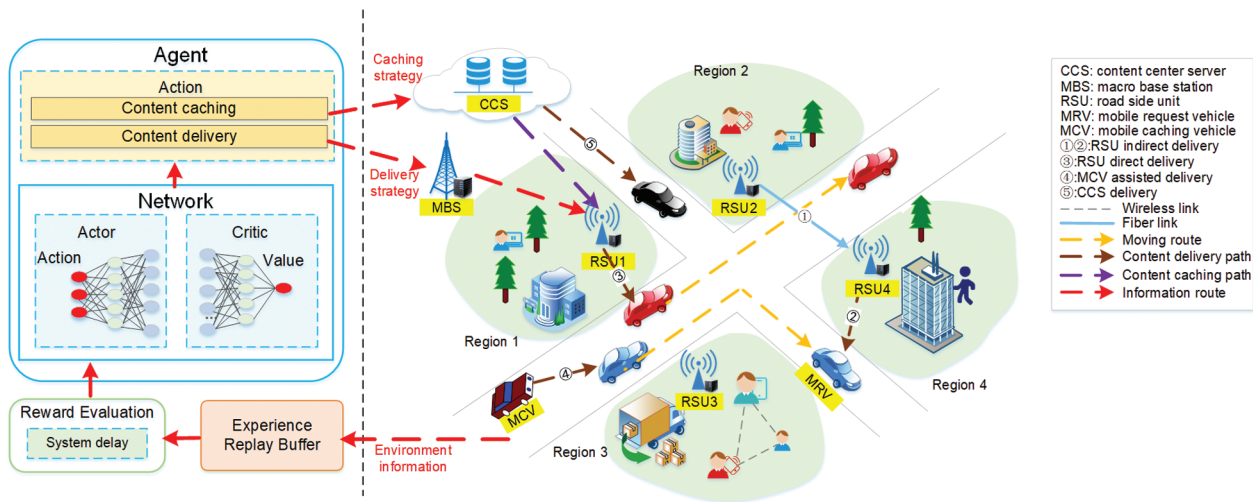 Agent
Action
Content caching
Content delivery
Network
Actor
Action
Critic
Value
...
Reward Evaluation
System delay
Experience
Replay Buffer
Caching
strategy
Delivery
strategy
Environment
information
CCS
MBS
⑤
Region 2
RSU2
①
RSU1
③
Region 1
RSU4
②
Region 4
④
MCV
MRV
RSU3
Region 3
CCS: content center server
MBS: macro base station
RSU: road side unit
MRV: mobile request vehicle
MCV: mobile caching vehicle
①②:RSU indirect delivery
③:RSU direct delivery
④:MCV assisted delivery
⑤:CCS delivery
Wireless link
Fiber link
Moving route
Content delivery path
Content caching path
Information route